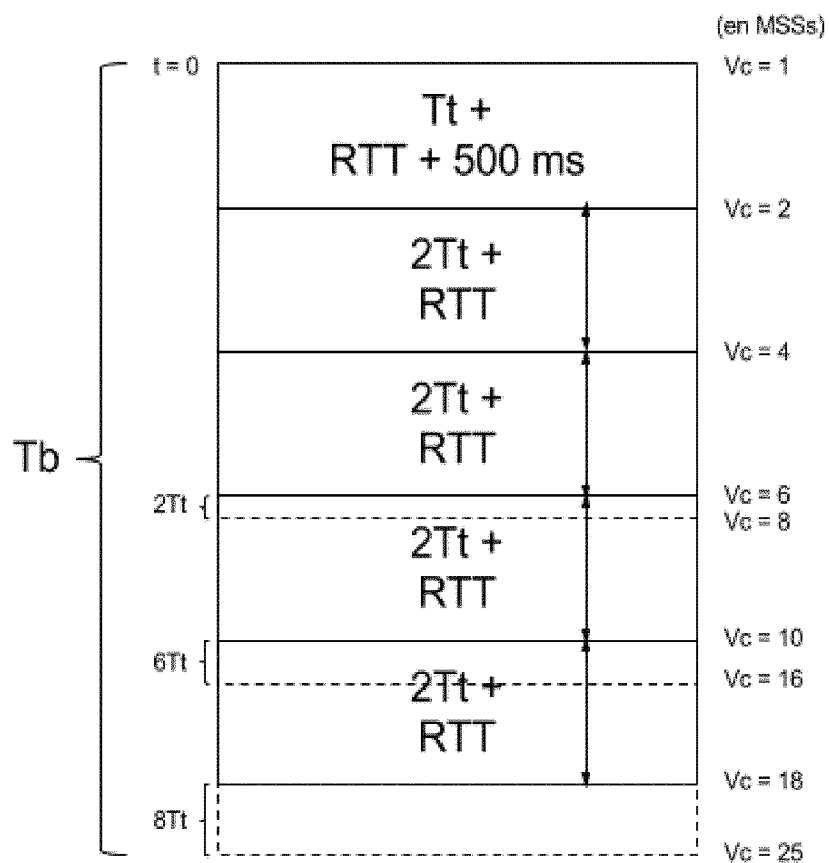 (en MSSs)
t = 0
Vc = 1
Tt +
RTT + 500 ms
Vc = 2
2Tt +
RTT
Vc = 4
2Tt +
RTT
Tb
2Tt
Vc = 6
Vc = 8
2Tt +
RTT
Vc = 10
6Tt
Vc = 16
2Tt +
RTT
Vc = 18
8Tt
Vc = 25